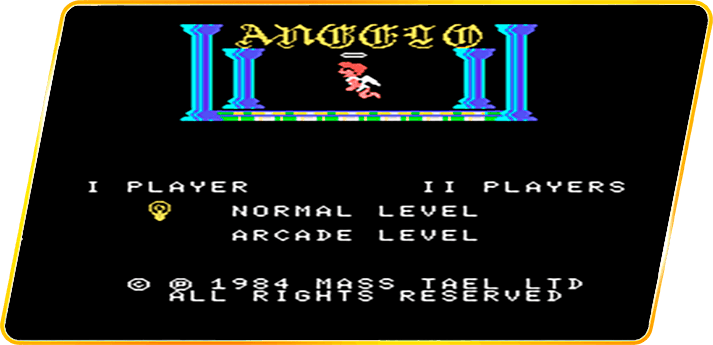 ANGELO
I PLAYER II PLAYERS
NORMAL LEVEL
ARCADE LEVEL
© ℗ 1984 MASS TAEL LTD
ALL RIGHTS RESERVED